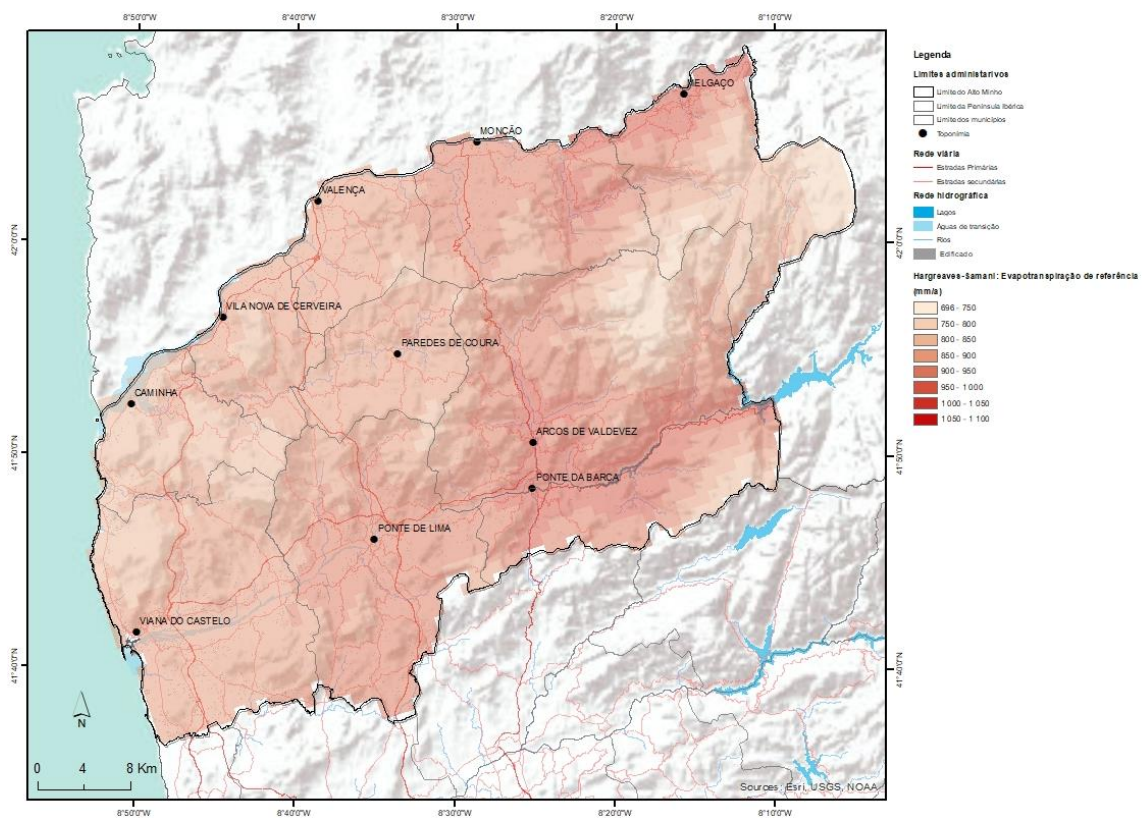 8°50'0"W
8°40'0"W
8°30'0"W
8°20'0"W
8°10'0"W
MELGAÇO
MONÇÃO
VALENÇA
42°0'0"N
42°0'0"N
VILA NOVA DE CERVEIRA
PAREDES DE COURA
CAMINHA
ARCOS DE VALDEVEZ
41°50'0"N
41°50'0"N
PONTE DA BARCA
PONTE DE LIMA
VIANA DO CASTELO
41°40'0"N
41°40'0"N
N
0 4 8 Km
Sources: Esri, USGS, NOAA
8°50'0"W
8°40'0"W
8°30'0"W
8°20'0"W
8°10'0"W
Legenda
Limites administarivos
Limite do Alto Minho
Limite da Península Ibérica
Limite dos municípios
Toponímia
Rede viária
Estradas Primárias
Estradas secundárias
Rede hidrográfica
Lagos
Águas de transição
Rios
Edificado
Hargreaves-Samani: Evapotranspiração de referência
(mm/a)
696 - 750
750 - 800
800 - 850
850 - 900
900 - 950
950 - 1 000
1 000 - 1 050
1 050 - 1 100